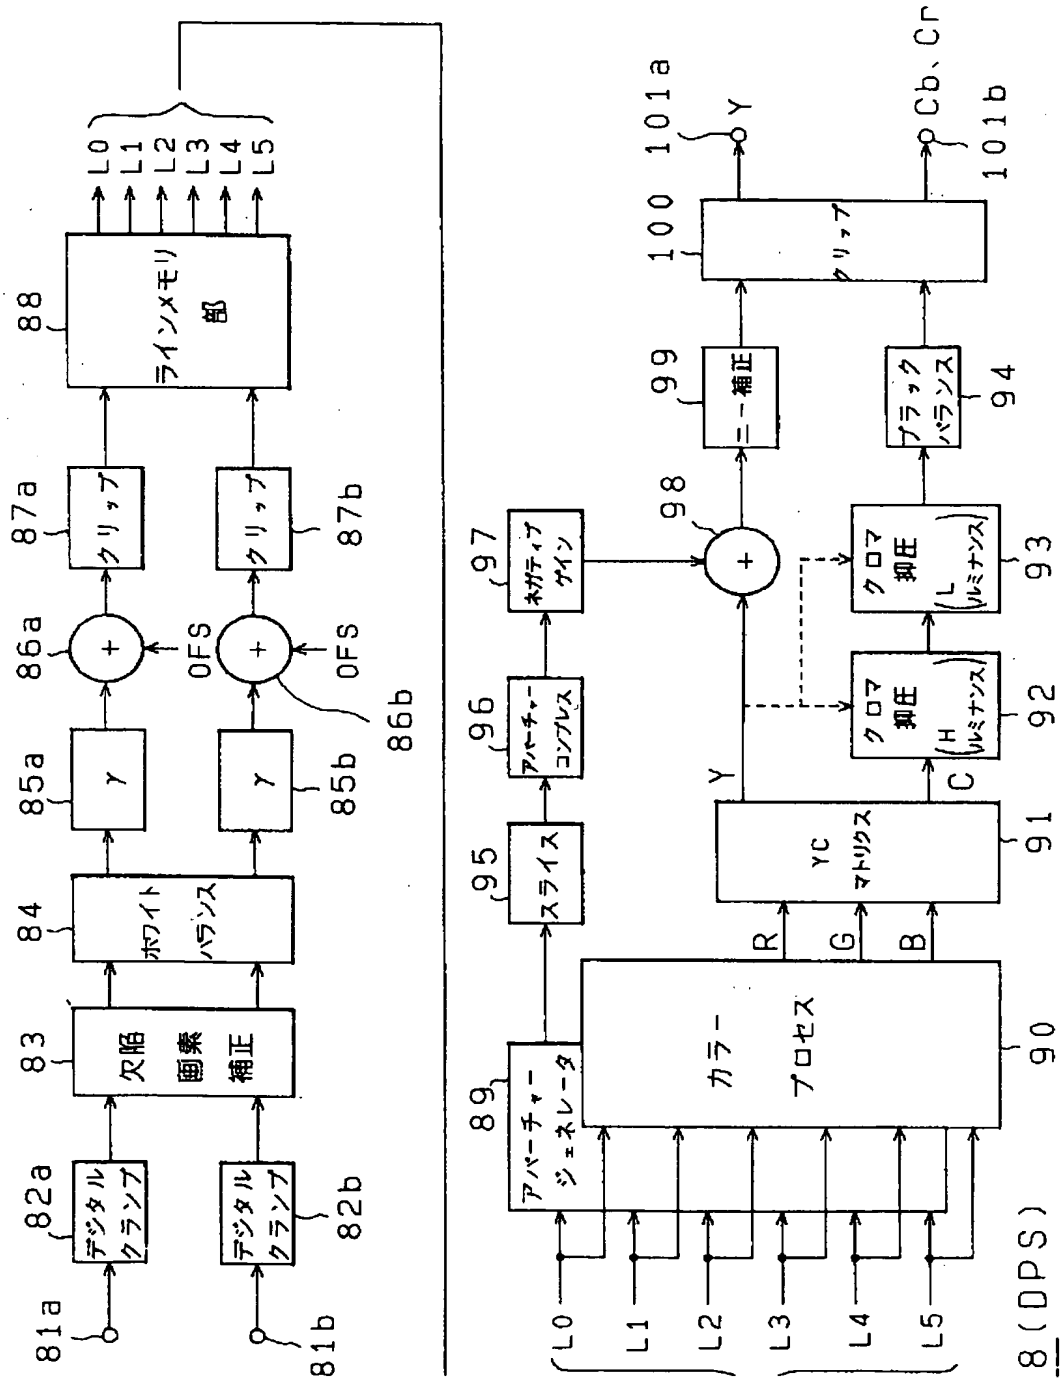 81a
82a
デジタル
クランプ
83
欠陥
画素
補正
84
ホワイト
バランス
85a
γ
86a
+
OFS
87a
クリップ
88
ラインメモリ
部
L0
L1
L2
L3
L4
L5
81b
デジタル
クランプ
82b
γ
85b
+
OFS
86b
クリップ
87b
L0
L1
L2
L3
L4
L5
89
アパーチャー
ジェネレータ
カラー
プロセス
90
R
G
B
95
スライス
96
アパーチャー
コンプレス
97
ネガティブ
ゲイン
YC
マトリクス
91
Y
C
98
+
クロマ
抑圧
(H
ルミナンス)
92
クロマ
抑圧
(L
ルミナンス)
93
99
ニー補正
ブラック
バランス
94
100
クリップ
101a
Y
Cb、Cr
101b
8(DPS)